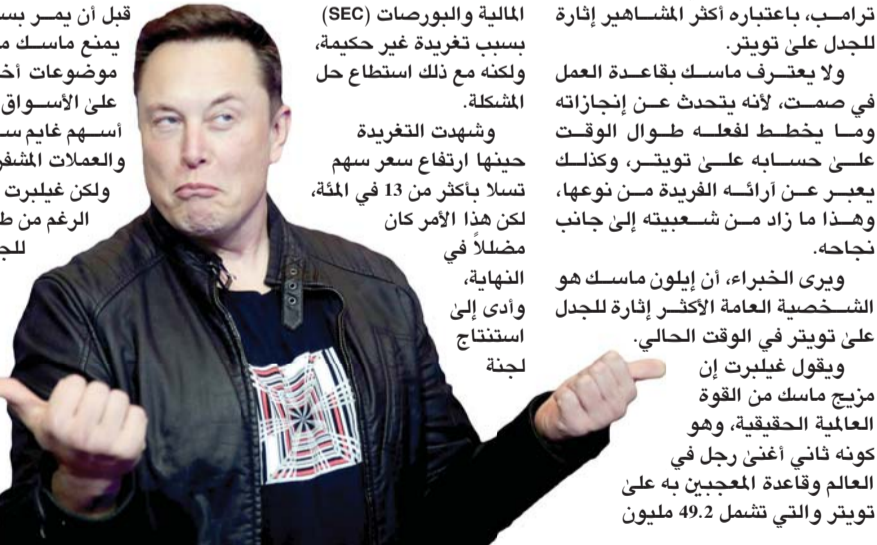 ترامب، باعتباره أكثر المشاهير إثارة
للجدل على تويتر.
ولا يعترف ماسك بقاعدة العمل
في صمت، لأنه يتحدث عن إنجازاته
وما يخطط لفعله طوال الوقت
على حسابه على تويتر، وكذلك
يعبر عن آرائه الفريدة من نوعها،
وهذا ما زاد من شعبيته إلى جانب
نجاحه.
ويرى الخبراء، أن إيلون ماسك هو
الشخصية العامة الأكثر إثارة للجدل
على تويتر في الوقت الحالي.
ويقول غيلبرت إن
مزيج ماسك من القوة
العالمية الحقيقية، وهو
كونه ثاني أغنى رجل في
العالم وقاعدة المعجبين به على
تويتر والتي تشمل 49.2 مليون
المالية والبورصات (SEC)
بسبب تغريدة غير حكيمة،
ولكنه مع ذلك استطاع حل
المشكلة.
وشهدت التغريدة
حينها ارتفاع سعر سهم
تسلا بأكثر من 13 في المئة،
لكن هذا الأمر كان
مضللاً في
النهاية،
وأدى إلى
استنتاج
لجنة
قبل أن يمر
يمنع ماسك
موضوعات
على الأسواق
أسهم غايم
والعملات
ولكن غيلبرت
الرغم من